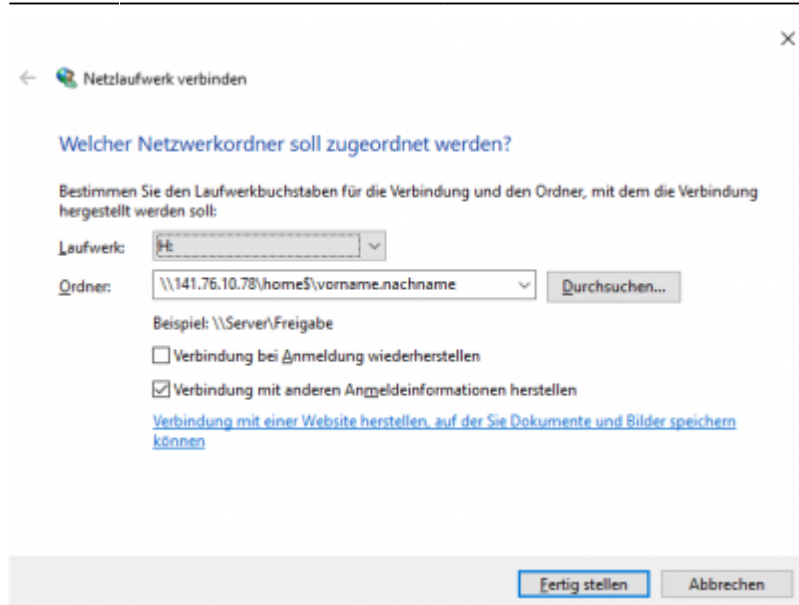 Netzlaufwerk verbinden
Welcher Netzwerkordner soll zugeordnet werden?
Bestimmen Sie den Laufwerkbuchstaben für die Verbindung und den Ordner, mit dem die Verbindung
hergestellt werden soll:
Laufwerk: H:
Ordner: \\141.76.10.78\home$\vorname.nachname Durchsuchen...
Beispiel: \\Server\Freigabe
Verbindung bei Anmeldung wiederherstellen
Verbindung mit anderen Anmeldeinformationen herstellen
Verbindung mit einer Website herstellen, auf der Sie Dokumente und Bilder speichern
können
Fertig stellen Abbrechen